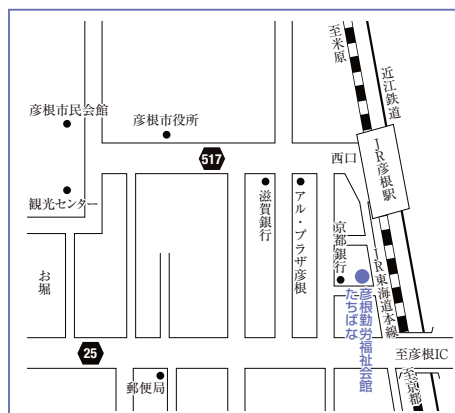 至米原
近江鉄道
彦根市民会館
彦根市役所
517
西口
JR彦根駅
観光センター
滋賀銀行
アル・プラザ彦根
京都銀行
JR東海道本線
お堀
彦根勤労福祉会館
たちばな
25
至彦根IC
郵便局
至京都